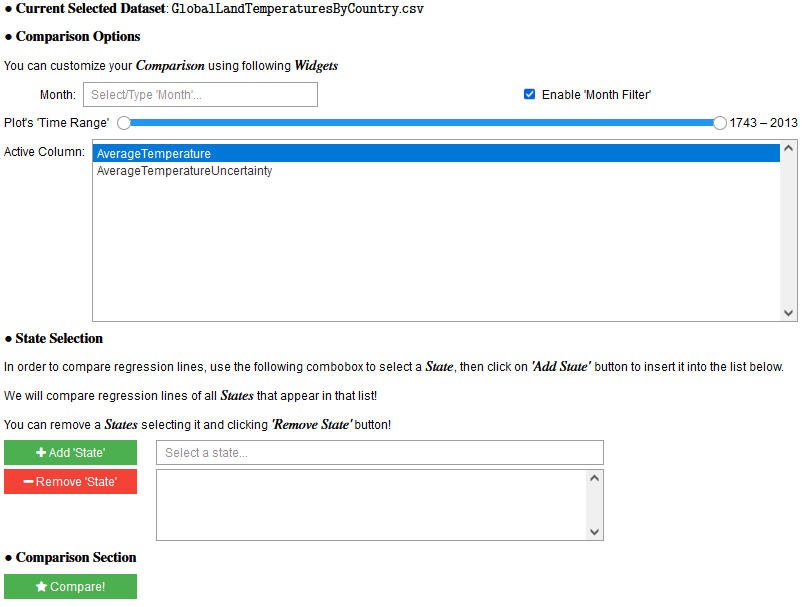 ● Current Selected Dataset: GlobalLandTemperaturesByCountry.csv
● Comparison Options
You can customize your Comparison using following Widgets
Month: Select/Type 'Month'... Enable 'Month Filter'
Plot's 'Time Range' 1743 – 2013
Active Column: AverageTemperature
AverageTemperatureUncertainty
● State Selection
In order to compare regression lines, use the following combobox to select a State, then click on 'Add State' button to insert it into the list below.
We will compare regression lines of all States that appear in that list!
You can remove a States selecting it and clicking 'Remove State' button!
+ Add 'State' Select a state...
− Remove 'State'
● Comparison Section
★ Compare!